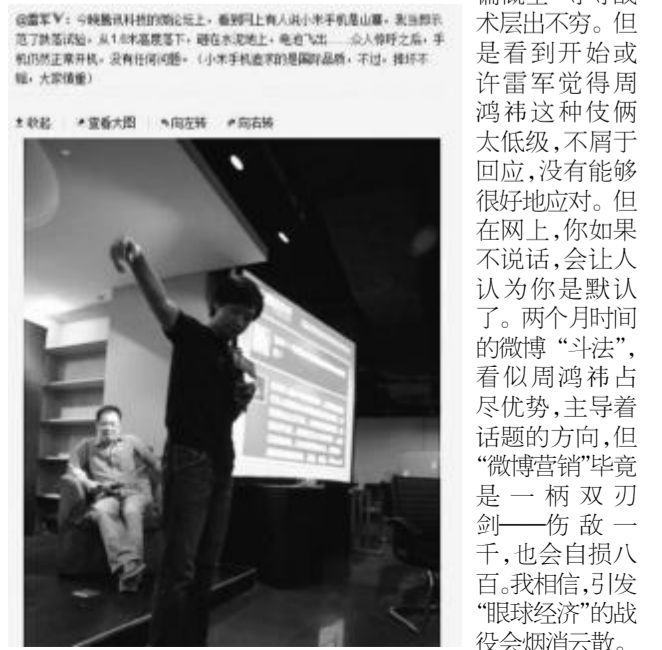 @雷军V：今晚腾讯科技的微论坛上，看到网上有人说小米手机是山寨，我当即示
范了跌落试验，从1.6米高度落下，砸在水泥地上，电池飞出……众人惊呼之后，手
机仍然正常开机，没有任何问题。（小米手机追求的是国际品质，不过，摔坏不
赔，大家慎重）
收起 查看大图 向左转 向右转
术层出不穷。但
是看到开始或
许雷军觉得周
鸿祎这种伎俩
太低级，不屑于
回应，没有能够
很好地应对。但
在网上，你如果
不说话，会让人
认为你是默认
了。两个月时间
的微博“斗法”，
看似周鸿祎占
尽优势，主导着
话题的方向，但
“微博营销”毕竟
是一柄双刃
剑——伤敌一
千，也会自损八
百。我相信，引发
“眼球经济”的战
役会烟消云散。